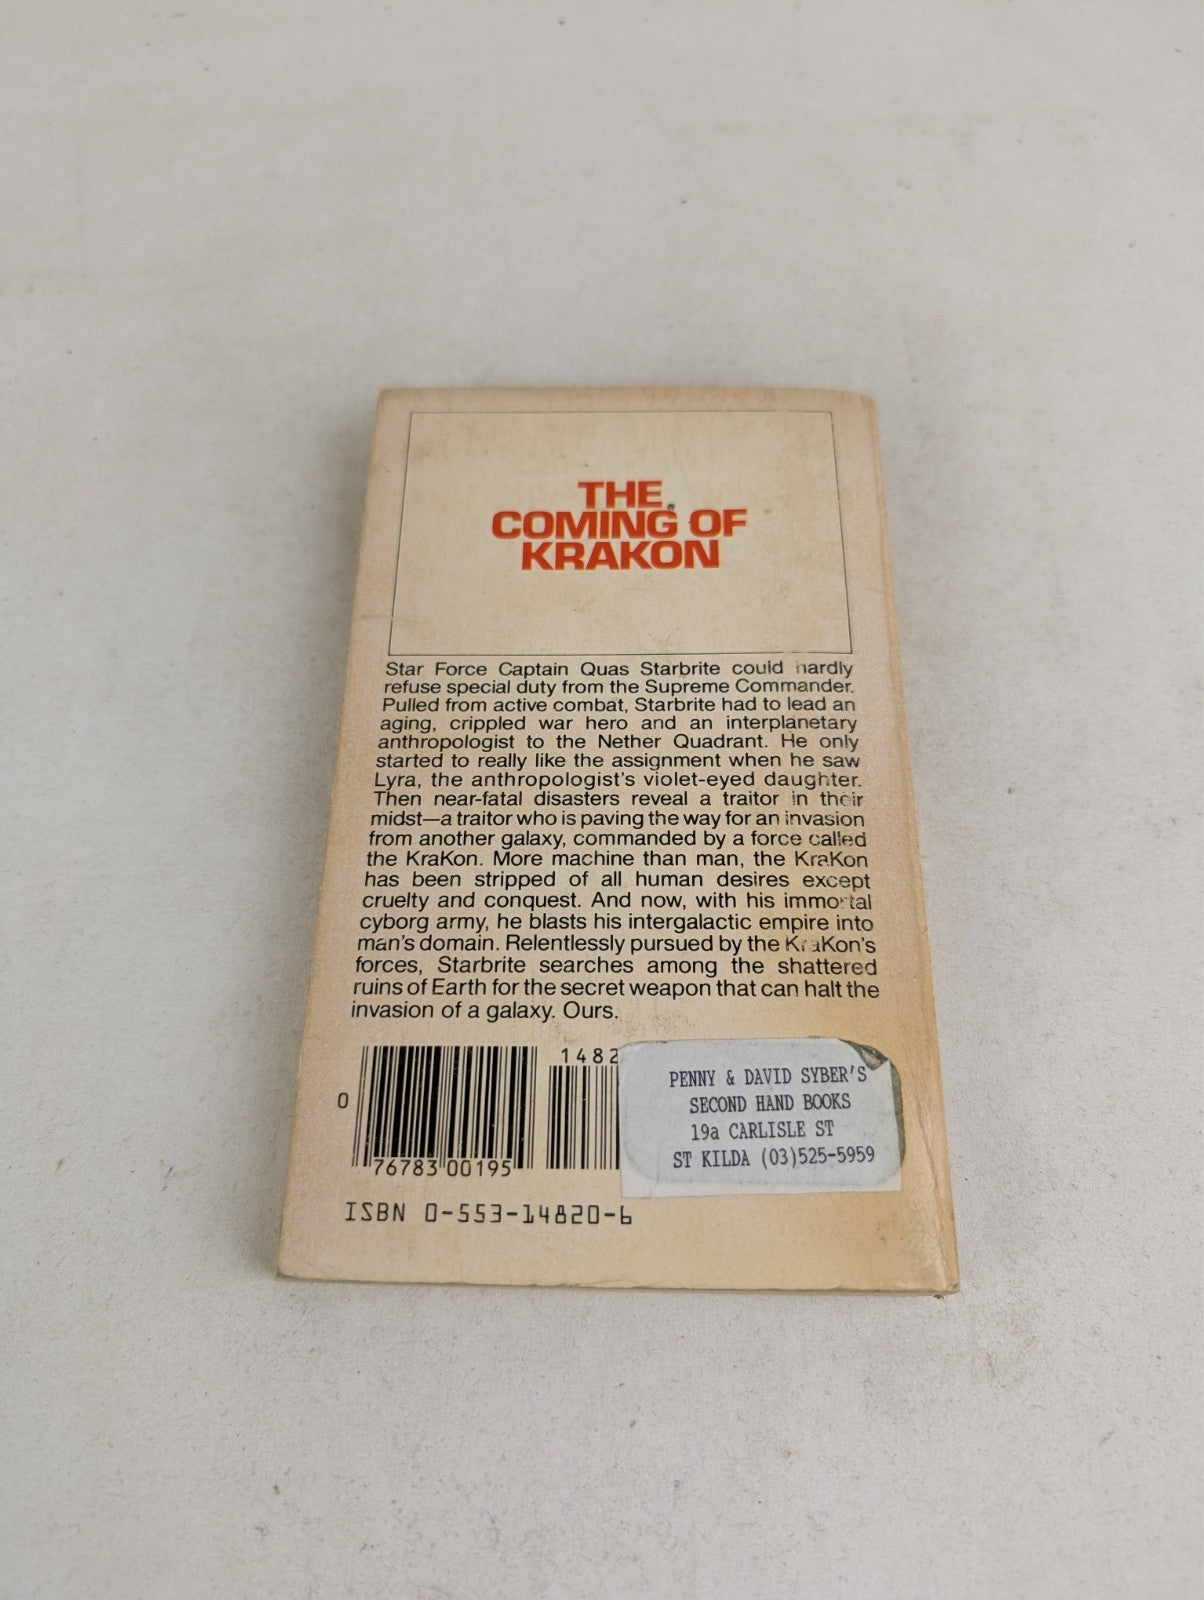 THE
COMING OF
KRAKON
Star Force Captain Quas Starbrite could hardly
refuse special duty from the Supreme Commander.
Pulled from active combat, Starbrite had to lead an
aging, crippled war hero and an interplanetary
anthropologist to the Nether Quadrant. He only
started to really like the assignment when he saw
Lyra, the anthropologist's violet-eyed daughter.
Then near-fatal disasters reveal a traitor in their
midst—a traitor who is paving the way for an invasion
from another galaxy, commanded by a force called
the KraKon. More machine than man, the KraKon
has been stripped of all human desires except
cruelty and conquest. And now, with his immortal
cyborg army, he blasts his intergalactic empire into
man's domain. Relentlessly pursued by the KraKon's
forces, Starbrite searches among the shattered
ruins of Earth for the secret weapon that can halt the
invasion of a galaxy. Ours.
1482
0
76783 00195
PENNY & DAVID SYBER'S
SECOND HAND BOOKS
19a CARLISLE ST
ST KILDA (03)525-5959
ISBN 0-553-14820-6